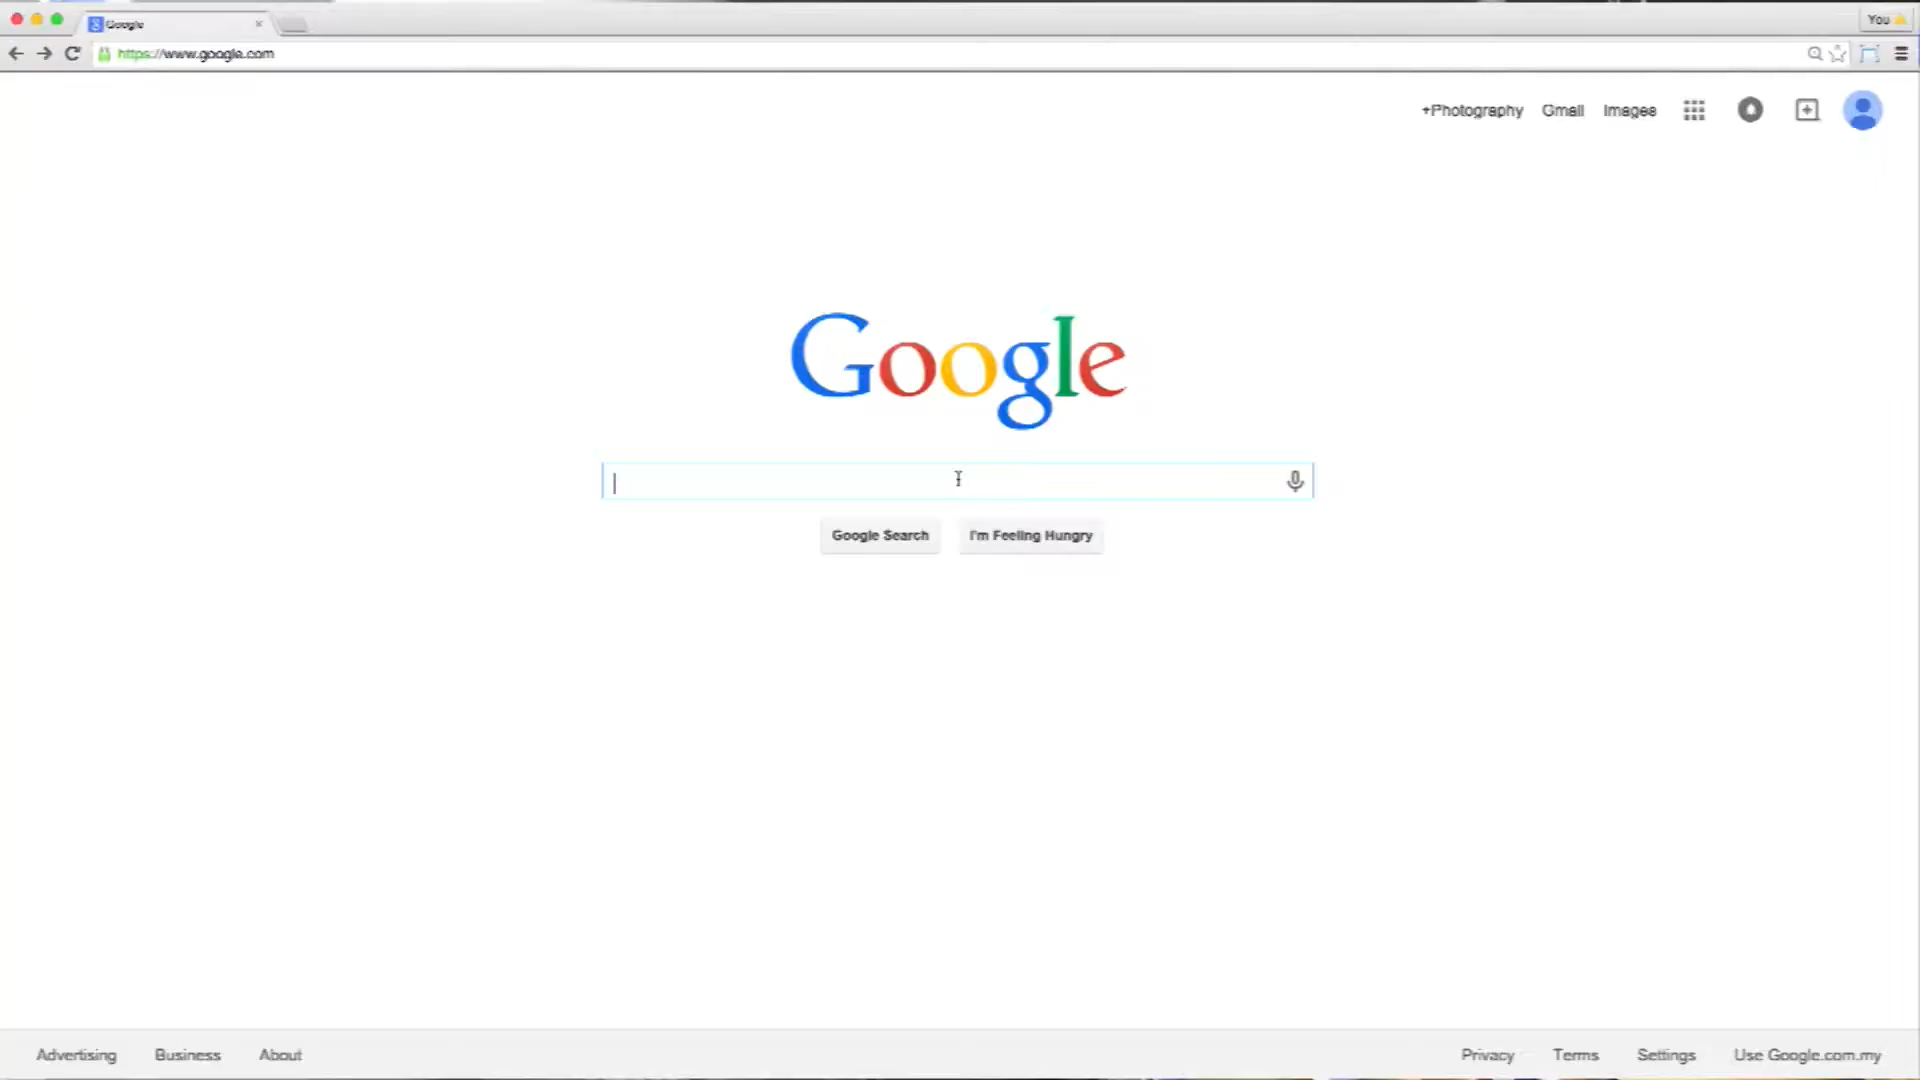 Google
You
https://www.google.com
+Photography Gmail Images
Google
Google Search I'm Feeling Hungry
Advertising Business About Privacy Terms Settings Use Google.com.my